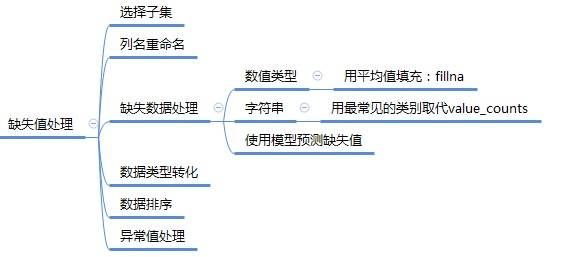 选择子集
列名重命名
数值类型
用平均值填充：fillna
缺失值处理
缺失数据处理
字符串
用最常见的类别取代value_counts
使用模型预测缺失值
数据类型转化
数据排序
异常值处理